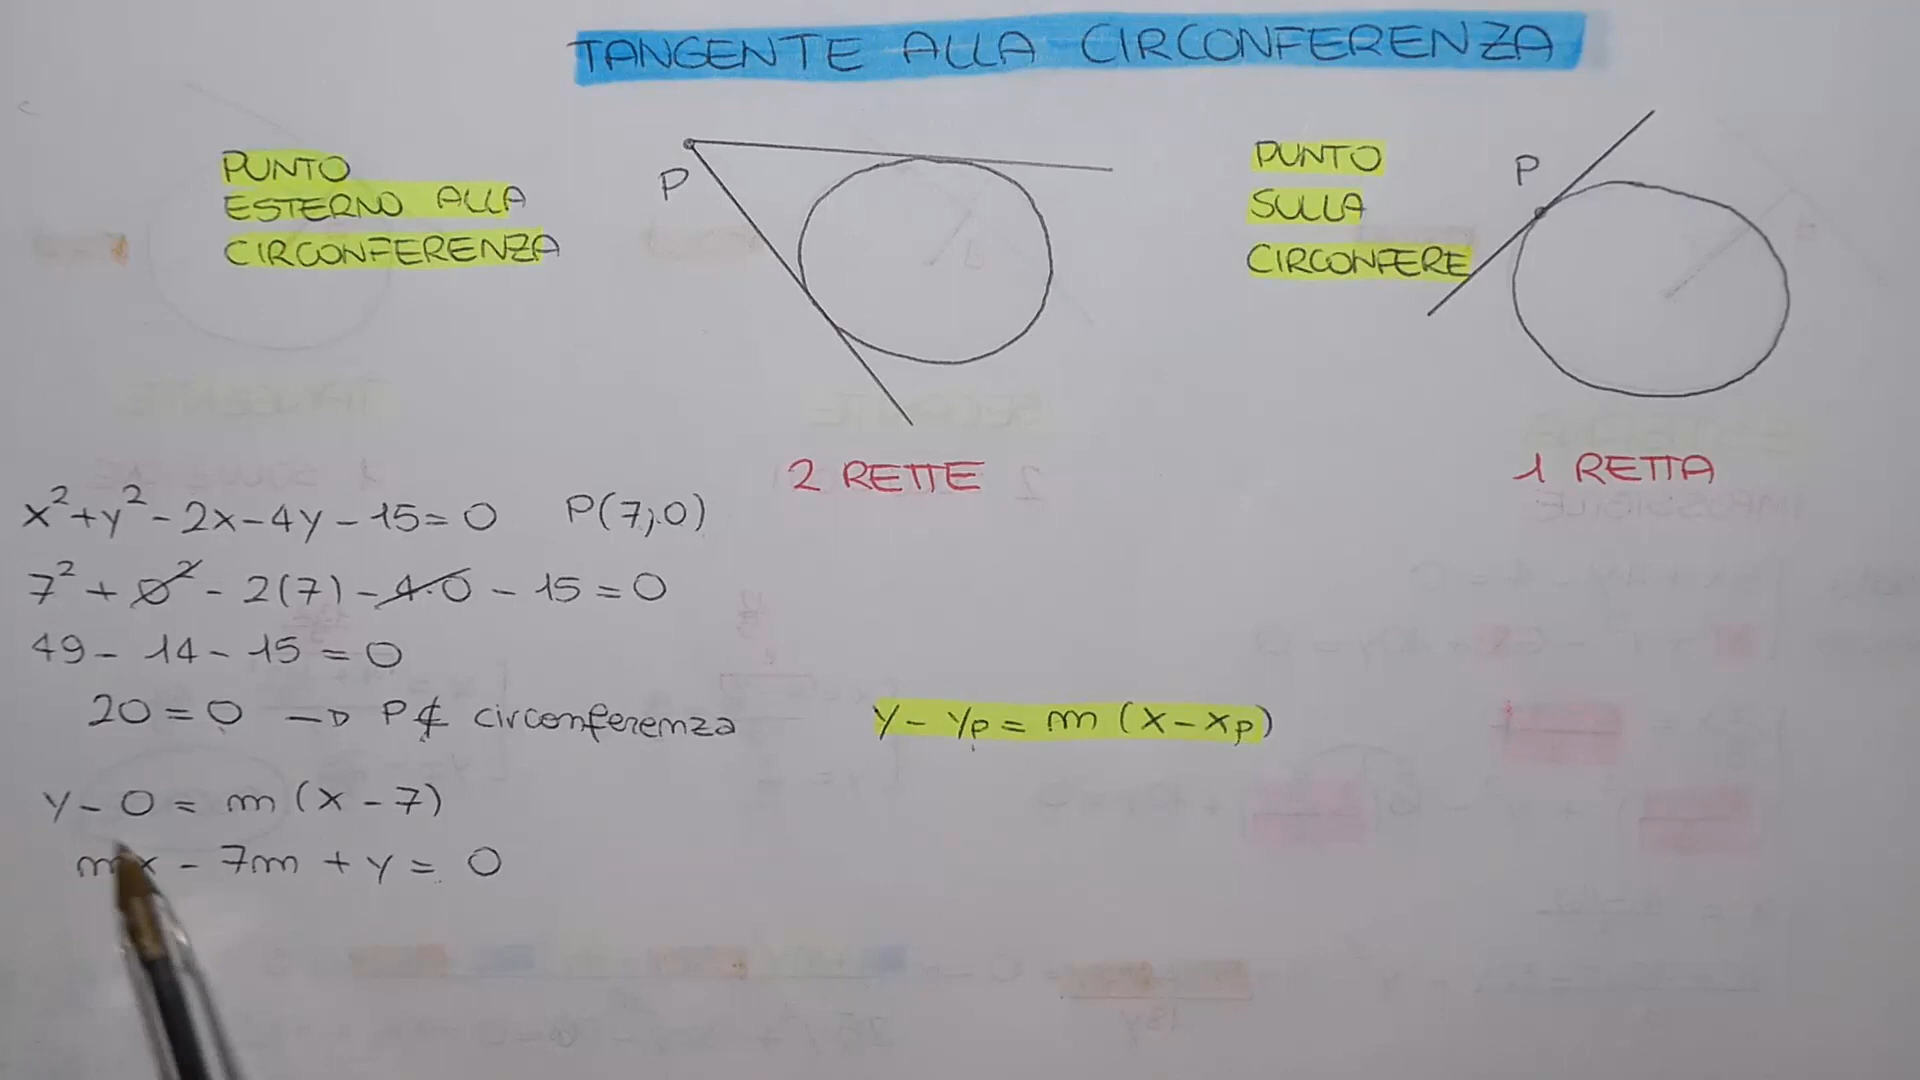 TANGENTE ALLA CIRCONFERENZA
PUNTO
ESTERNO ALLA
CIRCONFERENZA
P
2 RETTE
PUNTO
SULLA
CIRCONFERE
P
1 RETTA
x²+y²-2x-4y-15=0 P(7;0)
7²+0²-2(7)-4·0-15=0
49-14-15=0
20=0 → P∉ circonferenza
y-yp=m(x-xp)
y-0=m(x-7)
mx-7m+y=0